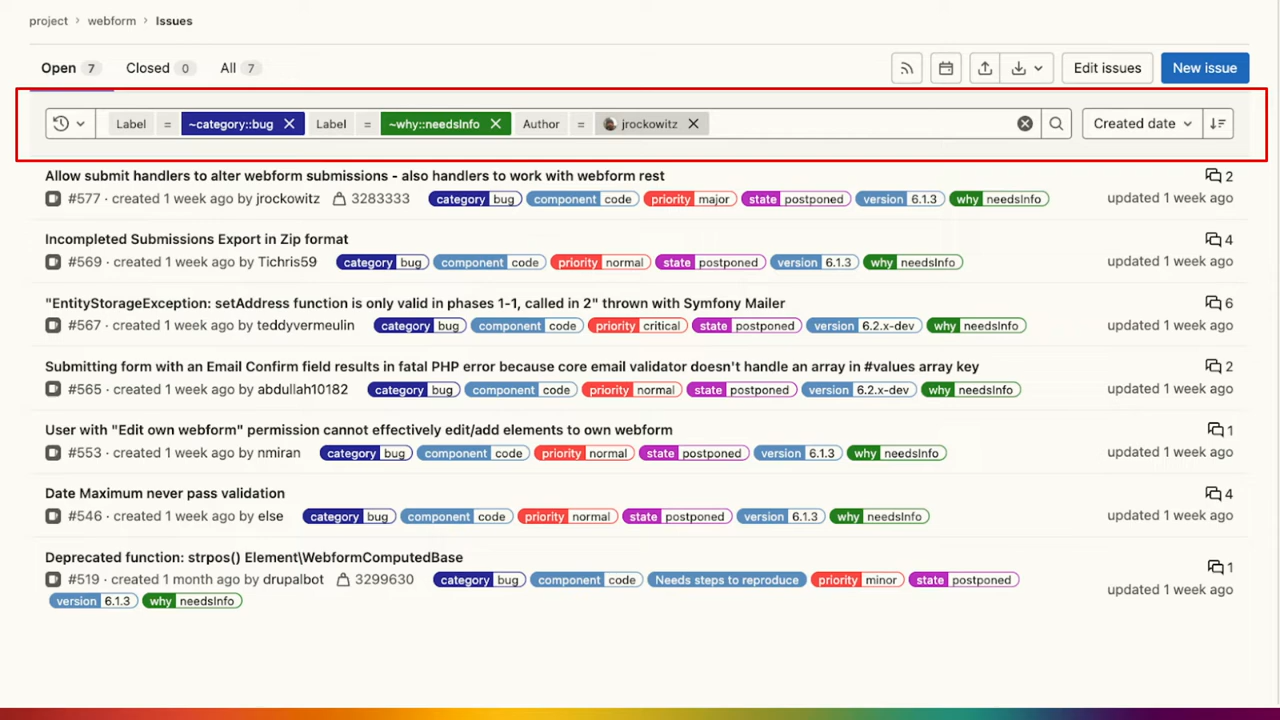 project › webform › Issues
Open 7 Closed 0 All 7 Edit issues New issue
Label = ~category::bug Label = ~why::needsInfo Author = jrockowitz Created date
Allow submit handlers to alter webform submissions - also handlers to work with webform rest 2
#577 · created 1 week ago by jrockowitz 3283333 category bug component code priority major state postponed version 6.1.3 why needsInfo updated 1 week ago
Incompleted Submissions Export in Zip format 4
#569 · created 1 week ago by Tichris59 category bug component code priority normal state postponed version 6.1.3 why needsInfo updated 1 week ago
"EntityStorageException: setAddress function is only valid in phases 1-1, called in 2" thrown with Symfony Mailer 6
#567 · created 1 week ago by teddyvermeulin category bug component code priority critical state postponed version 6.2.x-dev why needsInfo updated 1 week ago
Submitting form with an Email Confirm field results in fatal PHP error because core email validator doesn't handle an array in #values array key 2
#565 · created 1 week ago by abdullah10182 category bug component code priority normal state postponed version 6.2.x-dev why needsInfo updated 1 week ago
User with "Edit own webform" permission cannot effectively edit/add elements to own webform 1
#553 · created 1 week ago by nmiran category bug component code priority normal state postponed version 6.1.3 why needsInfo updated 1 week ago
Date Maximum never pass validation 4
#546 · created 1 week ago by else category bug component code priority normal state postponed version 6.1.3 why needsInfo updated 1 week ago
Deprecated function: strpos() Element\WebformComputedBase 1
#519 · created 1 month ago by drupalbot 3299630 category bug component code Needs steps to reproduce priority minor state postponed updated 1 week ago
version 6.1.3 why needsInfo